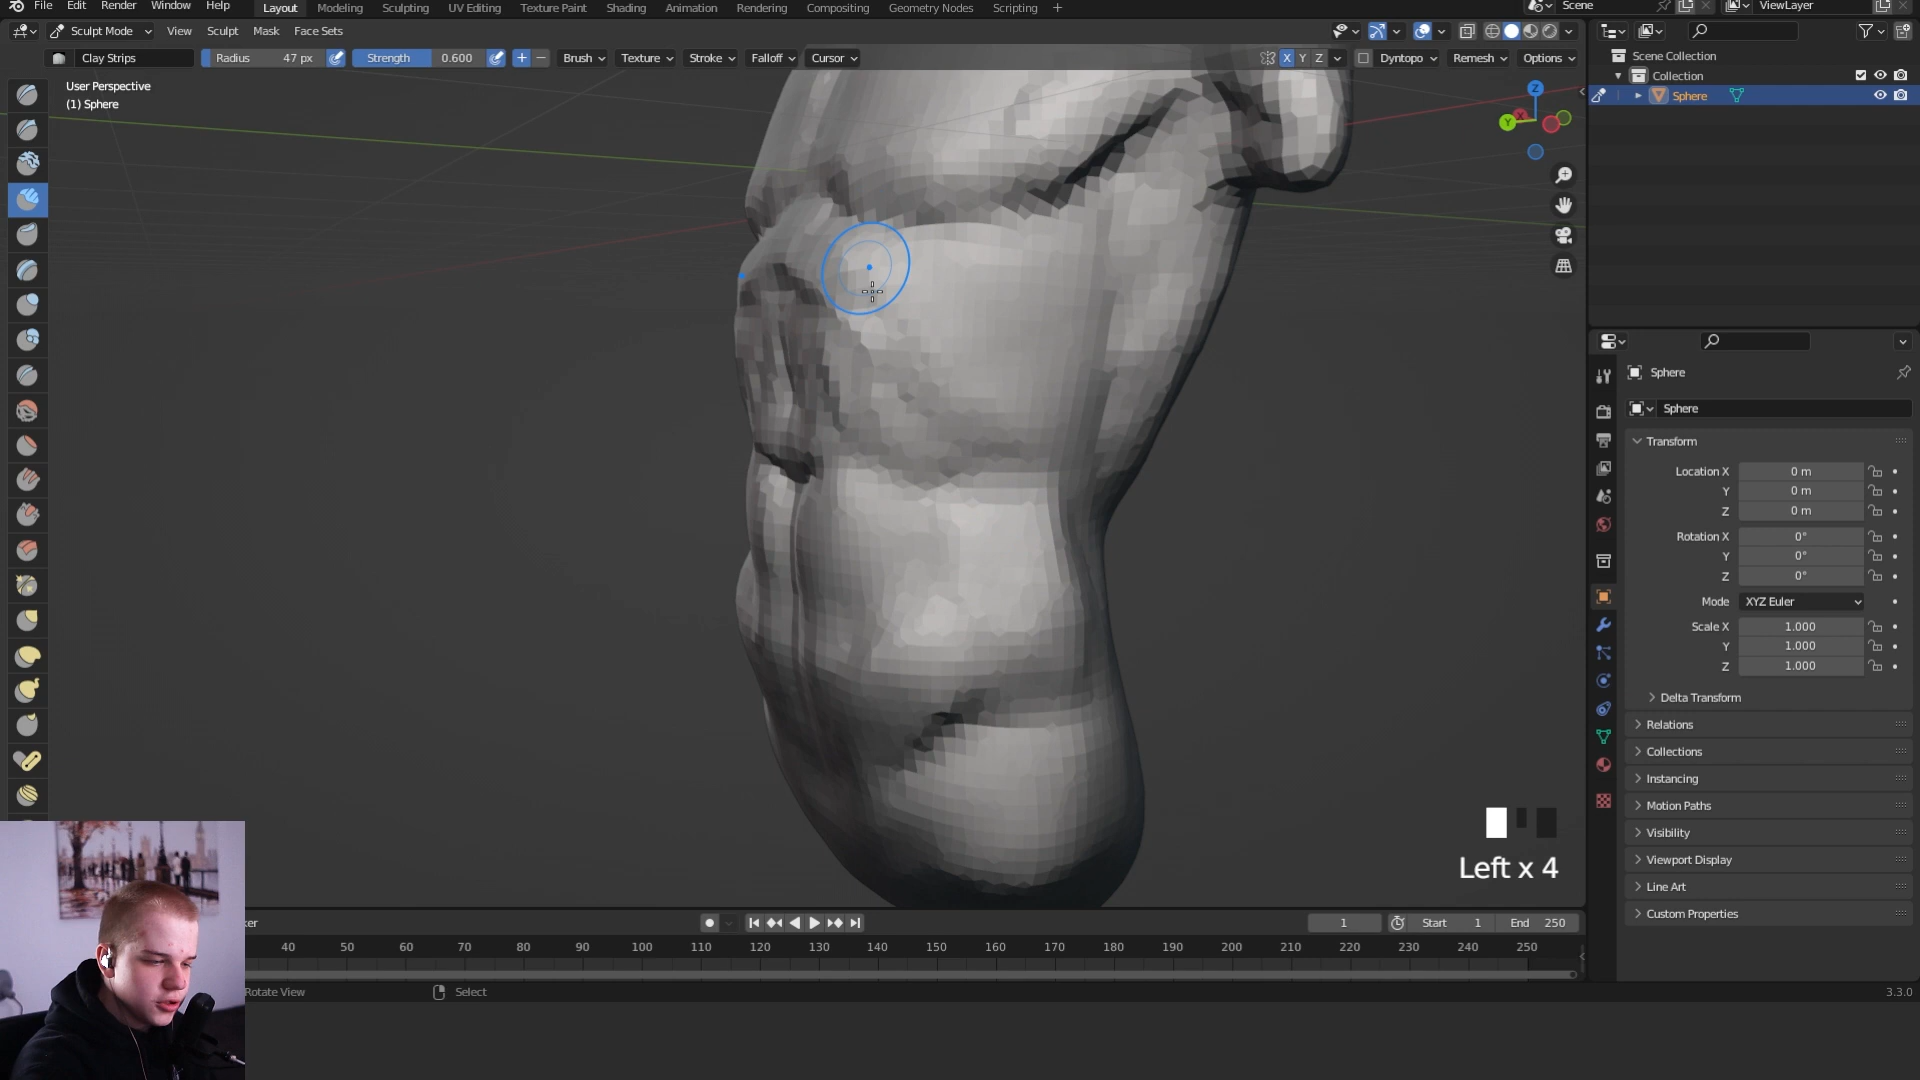 File Edit Render Window Help Layout Modeling Sculpting UV Editing Texture Paint Shading Animation Rendering Compositing Geometry Nodes Scripting + Scene ViewLayer
Sculpt Mode View Sculpt Mask Face Sets
Clay Strips Radius 47 px Strength 0.600 Brush Texture Stroke Falloff Cursor X Y Z Dyntopo Remesh Options
User Perspective
(1) Sphere
Z
Y X
Scene Collection
Collection
Sphere
Sphere
Sphere
Transform
Location X 0 m
Y 0 m
Z 0 m
Rotation X 0°
Y 0°
Z 0°
Mode XYZ Euler
Scale X 1.000
Y 1.000
Z 1.000
Delta Transform
Relations
Collections
Instancing
Motion Paths
Visibility
Viewport Display
Line Art
Custom Properties
Left x 4
ker 1 Start 1 End 250
40 50 60 70 80 90 100 110 120 130 140 150 160 170 180 190 200 210 220 230 240 250
Rotate View Select 3.3.0